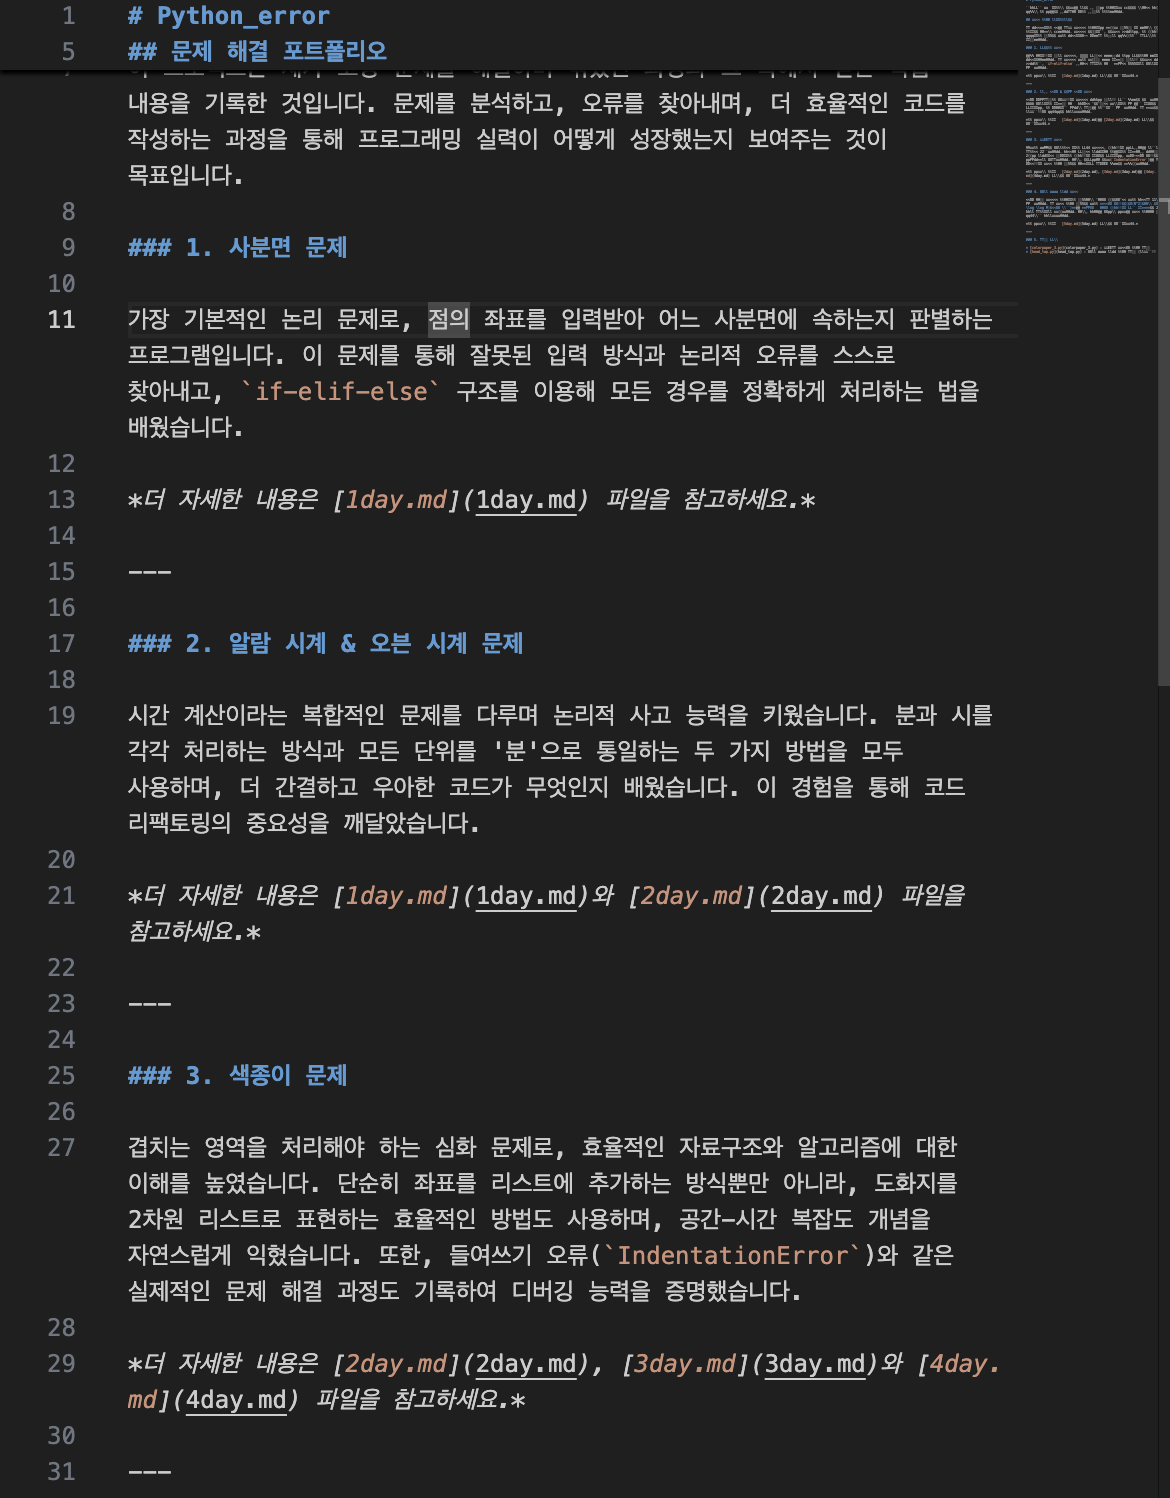 1 # Python_error
5 ## 문제 해결 포트폴리오
내용을 기록한 것입니다. 문제를 분석하고, 오류를 찾아내며, 더 효율적인 코드를
작성하는 과정을 통해 프로그래밍 실력이 어떻게 성장했는지 보여주는 것이
목표입니다.
8
9 ### 1. 사분면 문제
10
11 가장 기본적인 논리 문제로, 점의 좌표를 입력받아 어느 사분면에 속하는지 판별하는
프로그램입니다. 이 문제를 통해 잘못된 입력 방식과 논리적 오류를 스스로
찾아내고, `if-elif-else` 구조를 이용해 모든 경우를 정확하게 처리하는 법을
배웠습니다.
12
13 *더 자세한 내용은 [1day.md](1day.md) 파일을 참고하세요.*
14
15 ---
16
17 ### 2. 알람 시계 & 오븐 시계 문제
18
19 시간 계산이라는 복합적인 문제를 다루며 논리적 사고 능력을 키웠습니다. 분과 시를
각각 처리하는 방식과 모든 단위를 '분'으로 통일하는 두 가지 방법을 모두
사용하며, 더 간결하고 우아한 코드가 무엇인지 배웠습니다. 이 경험을 통해 코드
리팩토링의 중요성을 깨달았습니다.
20
21 *더 자세한 내용은 [1day.md](1day.md)와 [2day.md](2day.md) 파일을
참고하세요.*
22
23 ---
24
25 ### 3. 색종이 문제
26
27 겹치는 영역을 처리해야 하는 심화 문제로, 효율적인 자료구조와 알고리즘에 대한
이해를 높였습니다. 단순히 좌표를 리스트에 추가하는 방식뿐만 아니라, 도화지를
2차원 리스트로 표현하는 효율적인 방법도 사용하며, 공간-시간 복잡도 개념을
자연스럽게 익혔습니다. 또한, 들여쓰기 오류(`IndentationError`)와 같은
실제적인 문제 해결 과정도 기록하여 디버깅 능력을 증명했습니다.
28
29 *더 자세한 내용은 [2day.md](2day.md), [3day.md](3day.md)와 [4day.
md](4day.md) 파일을 참고하세요.*
30
31 ---